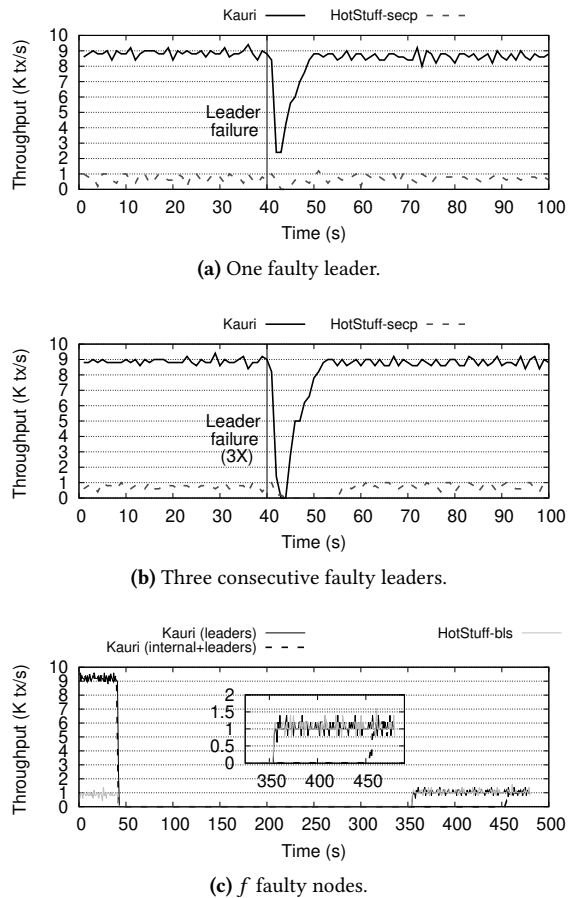 Kauri HotStuff-secp
Throughput (K tx/s)
9
8
7
6
5
4
3
2
1
0
Leader
failure
0 10 20 30 40 50 60 70 80 90 100
Time (s)
(a) One faulty leader.
Kauri HotStuff-secp
Throughput (K tx/s)
10
9
8
7
6
5
4
3
2
1
0
Leader
failure
(3X)
0 10 20 30 40 50 60 70 80 90 100
Time (s)
(b) Three consecutive faulty leaders.
Kauri (leaders) HotStuff-bls
Kauri (internal+leaders)
Throughput (K tx/s)
10
9
8
7
6
5
4
3
2
1
0
2
1.5
1
0.5
0
350 400 450
0 50 100 150 200 250 300 350 400 450 500
Time (s)
(c) f faulty nodes.